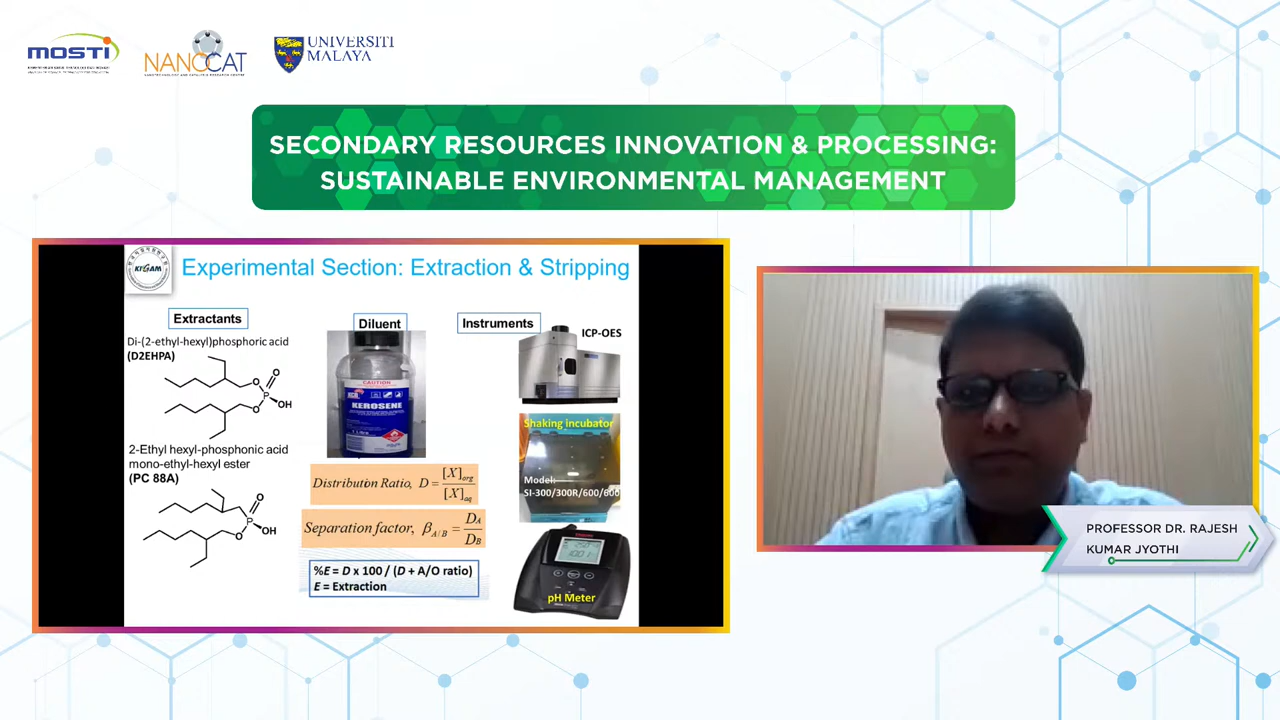 MOSTI
NANOCAT
UNIVERSITI
MALAYA
SECONDARY RESOURCES INNOVATION & PROCESSING:
SUSTAINABLE ENVIRONMENTAL MANAGEMENT
KIGAM
Experimental Section: Extraction & Stripping
Extractants
Di-(2-ethyl-hexyl)phosphoric acid
(D2EHPA)
O
O
P
OH
O
2-Ethyl hexyl-phosphonic acid
mono-ethyl-hexyl ester
(PC 88A)
O
P
OH
O
Diluent
CAUTION
KEROSENE
Distribution Ratio, D = [X]org / [X]aq
Separation factor, β A/B = DA / DB
%E = D x 100 / (D + A/O ratio)
E = Extraction
Instruments
ICP-OES
Shaking incubator
Model:
SI-300/300R/600/600
pH Meter
PROFESSOR DR. RAJESH
KUMAR JYOTHI